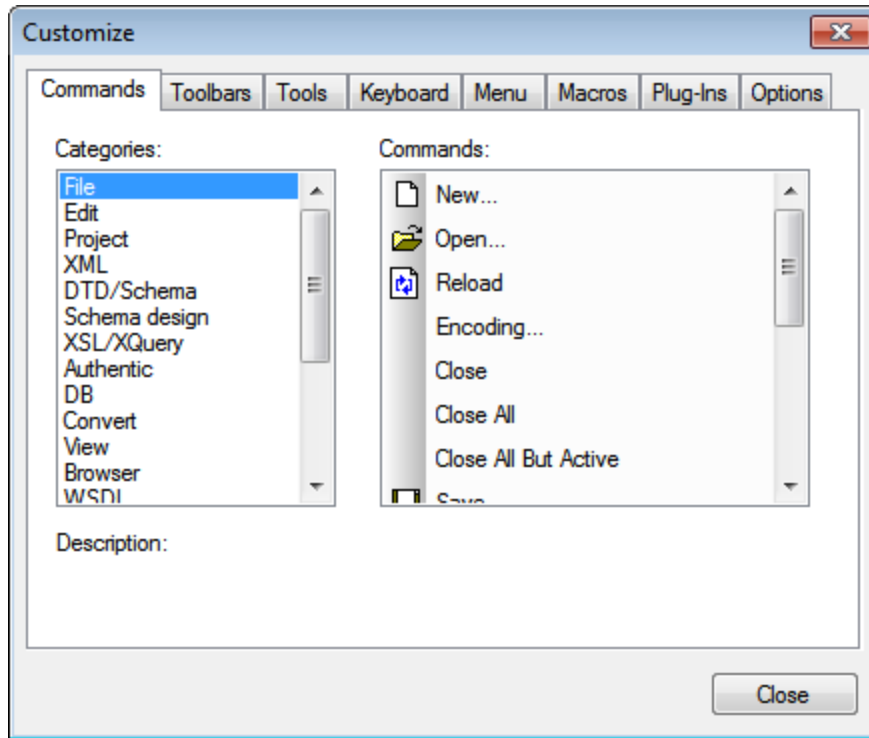 Customize
Commands Toolbars Tools Keyboard Menu Macros Plug-Ins Options
Categories:
File
Edit
Project
XML
DTD/Schema
Schema design
XSL/XQuery
Authentic
DB
Convert
View
Browser
WSDL
Commands:
New...
Open...
Reload
Encoding...
Close
Close All
Close All But Active
Save
Description:
Close